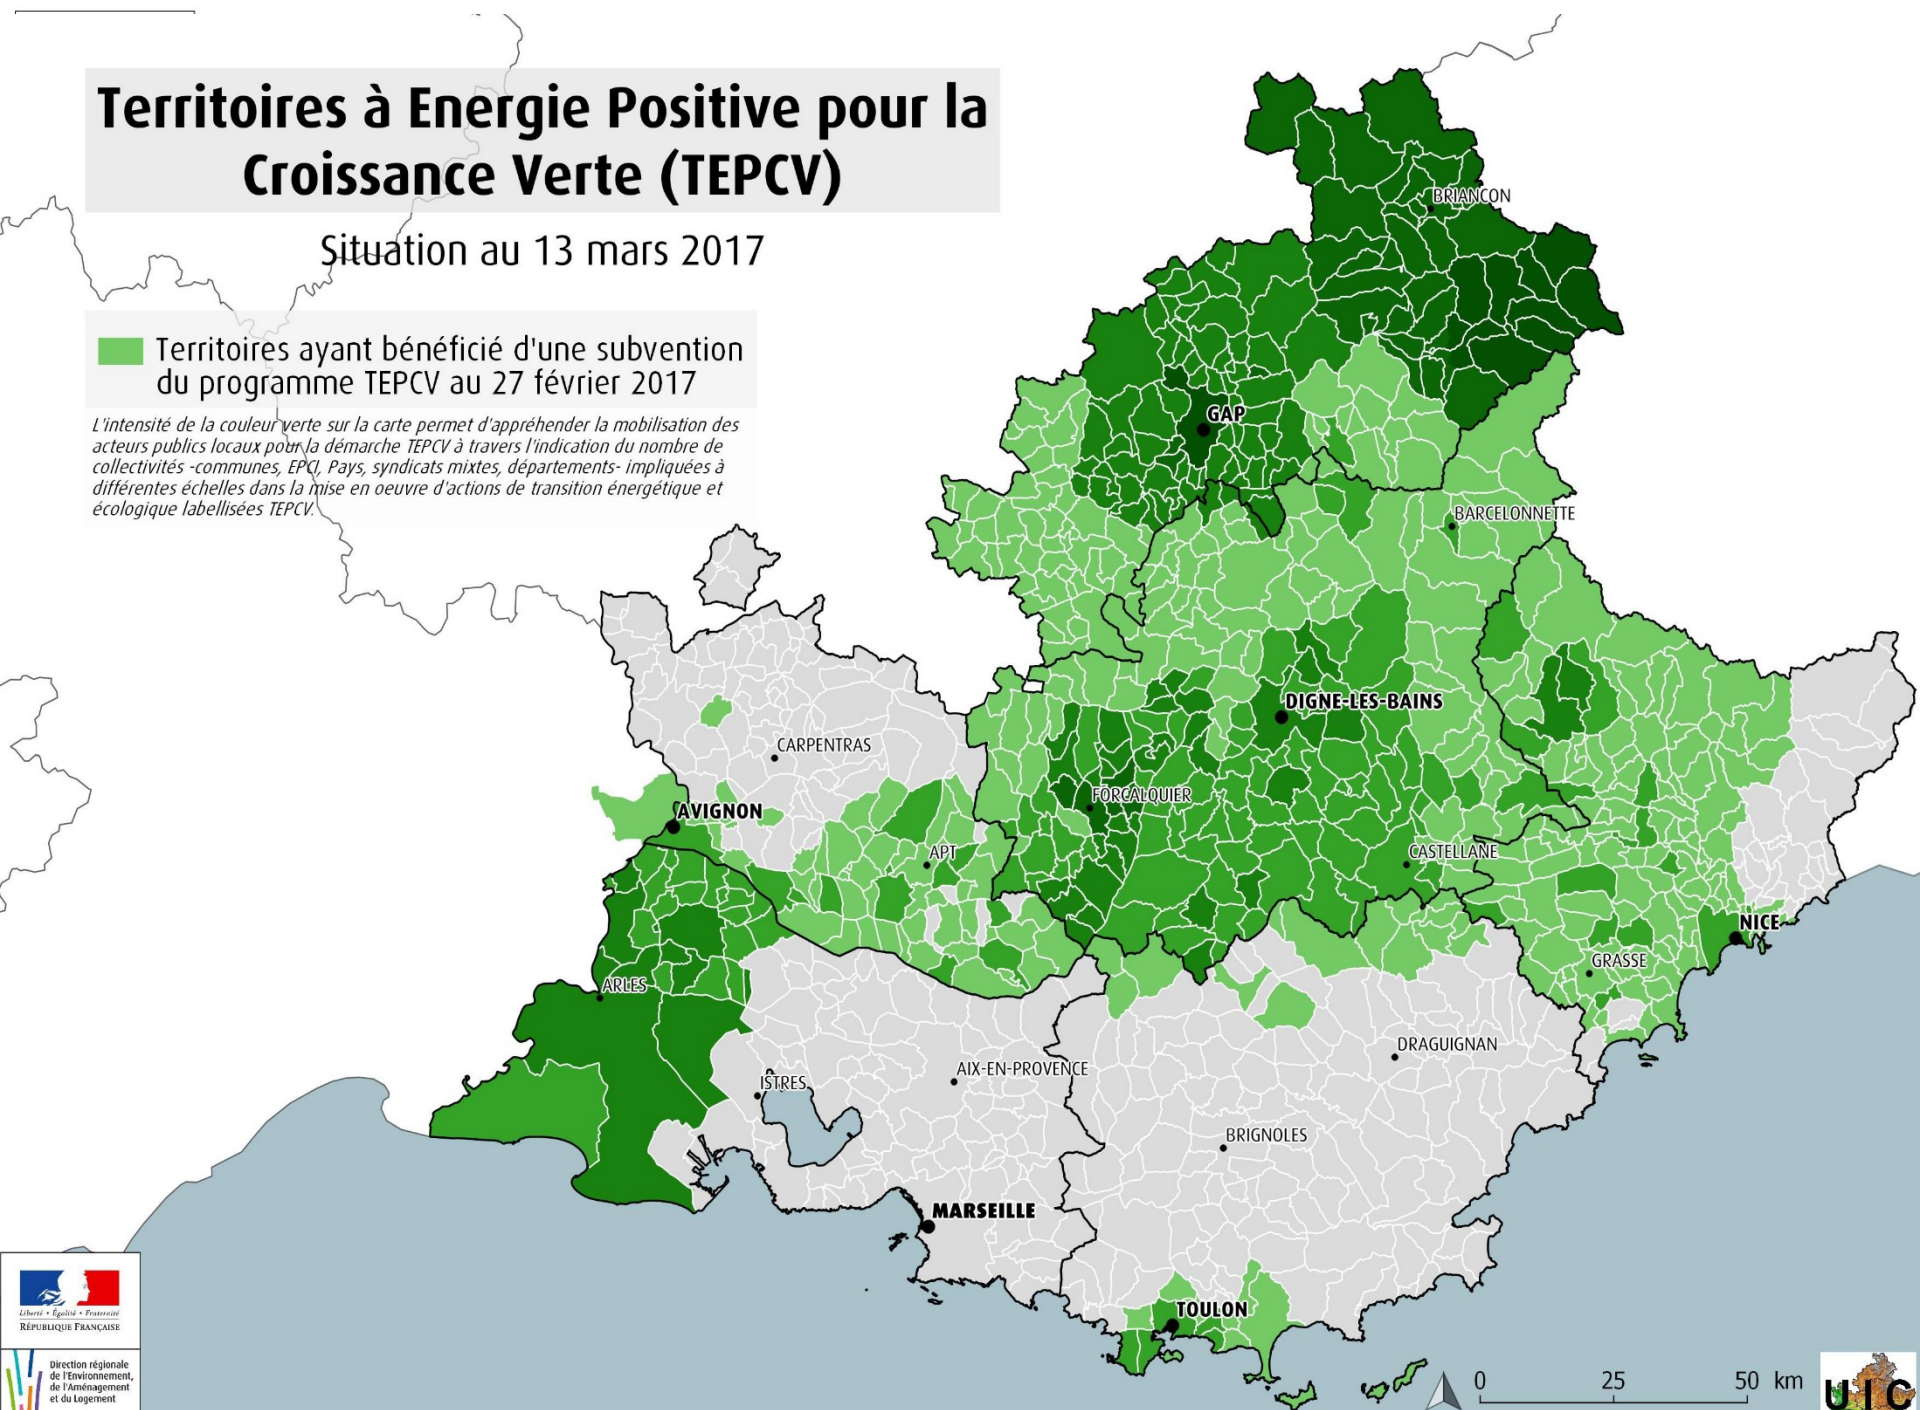 Territoires à Energie Positive pour la
Croissance Verte (TEPCV)
Situation au 13 mars 2017
Territoires ayant bénéficié d'une subvention
du programme TEPCV au 27 février 2017
L'intensité de la couleur verte sur la carte permet d'appréhender la mobilisation des
acteurs publics locaux pour la démarche TEPCV à travers l'indication du nombre de
collectivités -communes, EPCI, Pays, syndicats mixtes, départements- impliquées à
différentes échelles dans la mise en oeuvre d'actions de transition énergétique et
écologique labellisées TEPCV.
BRIANCON
GAP
BARCELONNETTE
DIGNE-LES-BAINS
CARPENTRAS
FORCALQUIER
AVIGNON
APT
CASTELLANE
NICE
GRASSE
ARLES
DRAGUIGNAN
AIX-EN-PROVENCE
ISTRES
BRIGNOLES
MARSEILLE
TOULON
Liberté • Égalité • Fraternité
RÉPUBLIQUE FRANÇAISE
Direction régionale
de l'Environnement,
de l'Aménagement
et du Logement
0 25 50 km
UIC